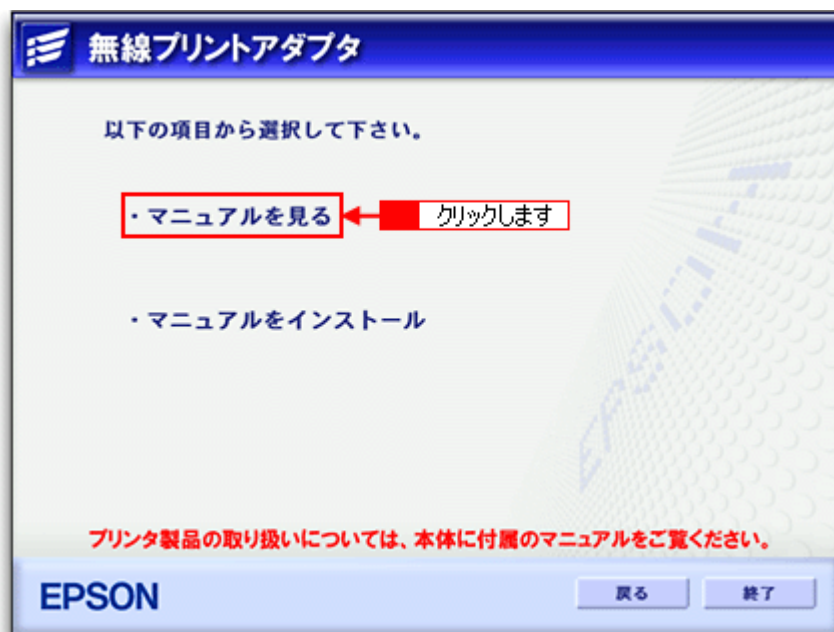 無線プリントアダプタ
以下の項目から選択して下さい。
・マニュアルを見る
クリックします
・マニュアルをインストール
EPSON
プリンタ製品の取り扱いについては、本体に付属のマニュアルをご覧ください。
EPSON
戻る
終了